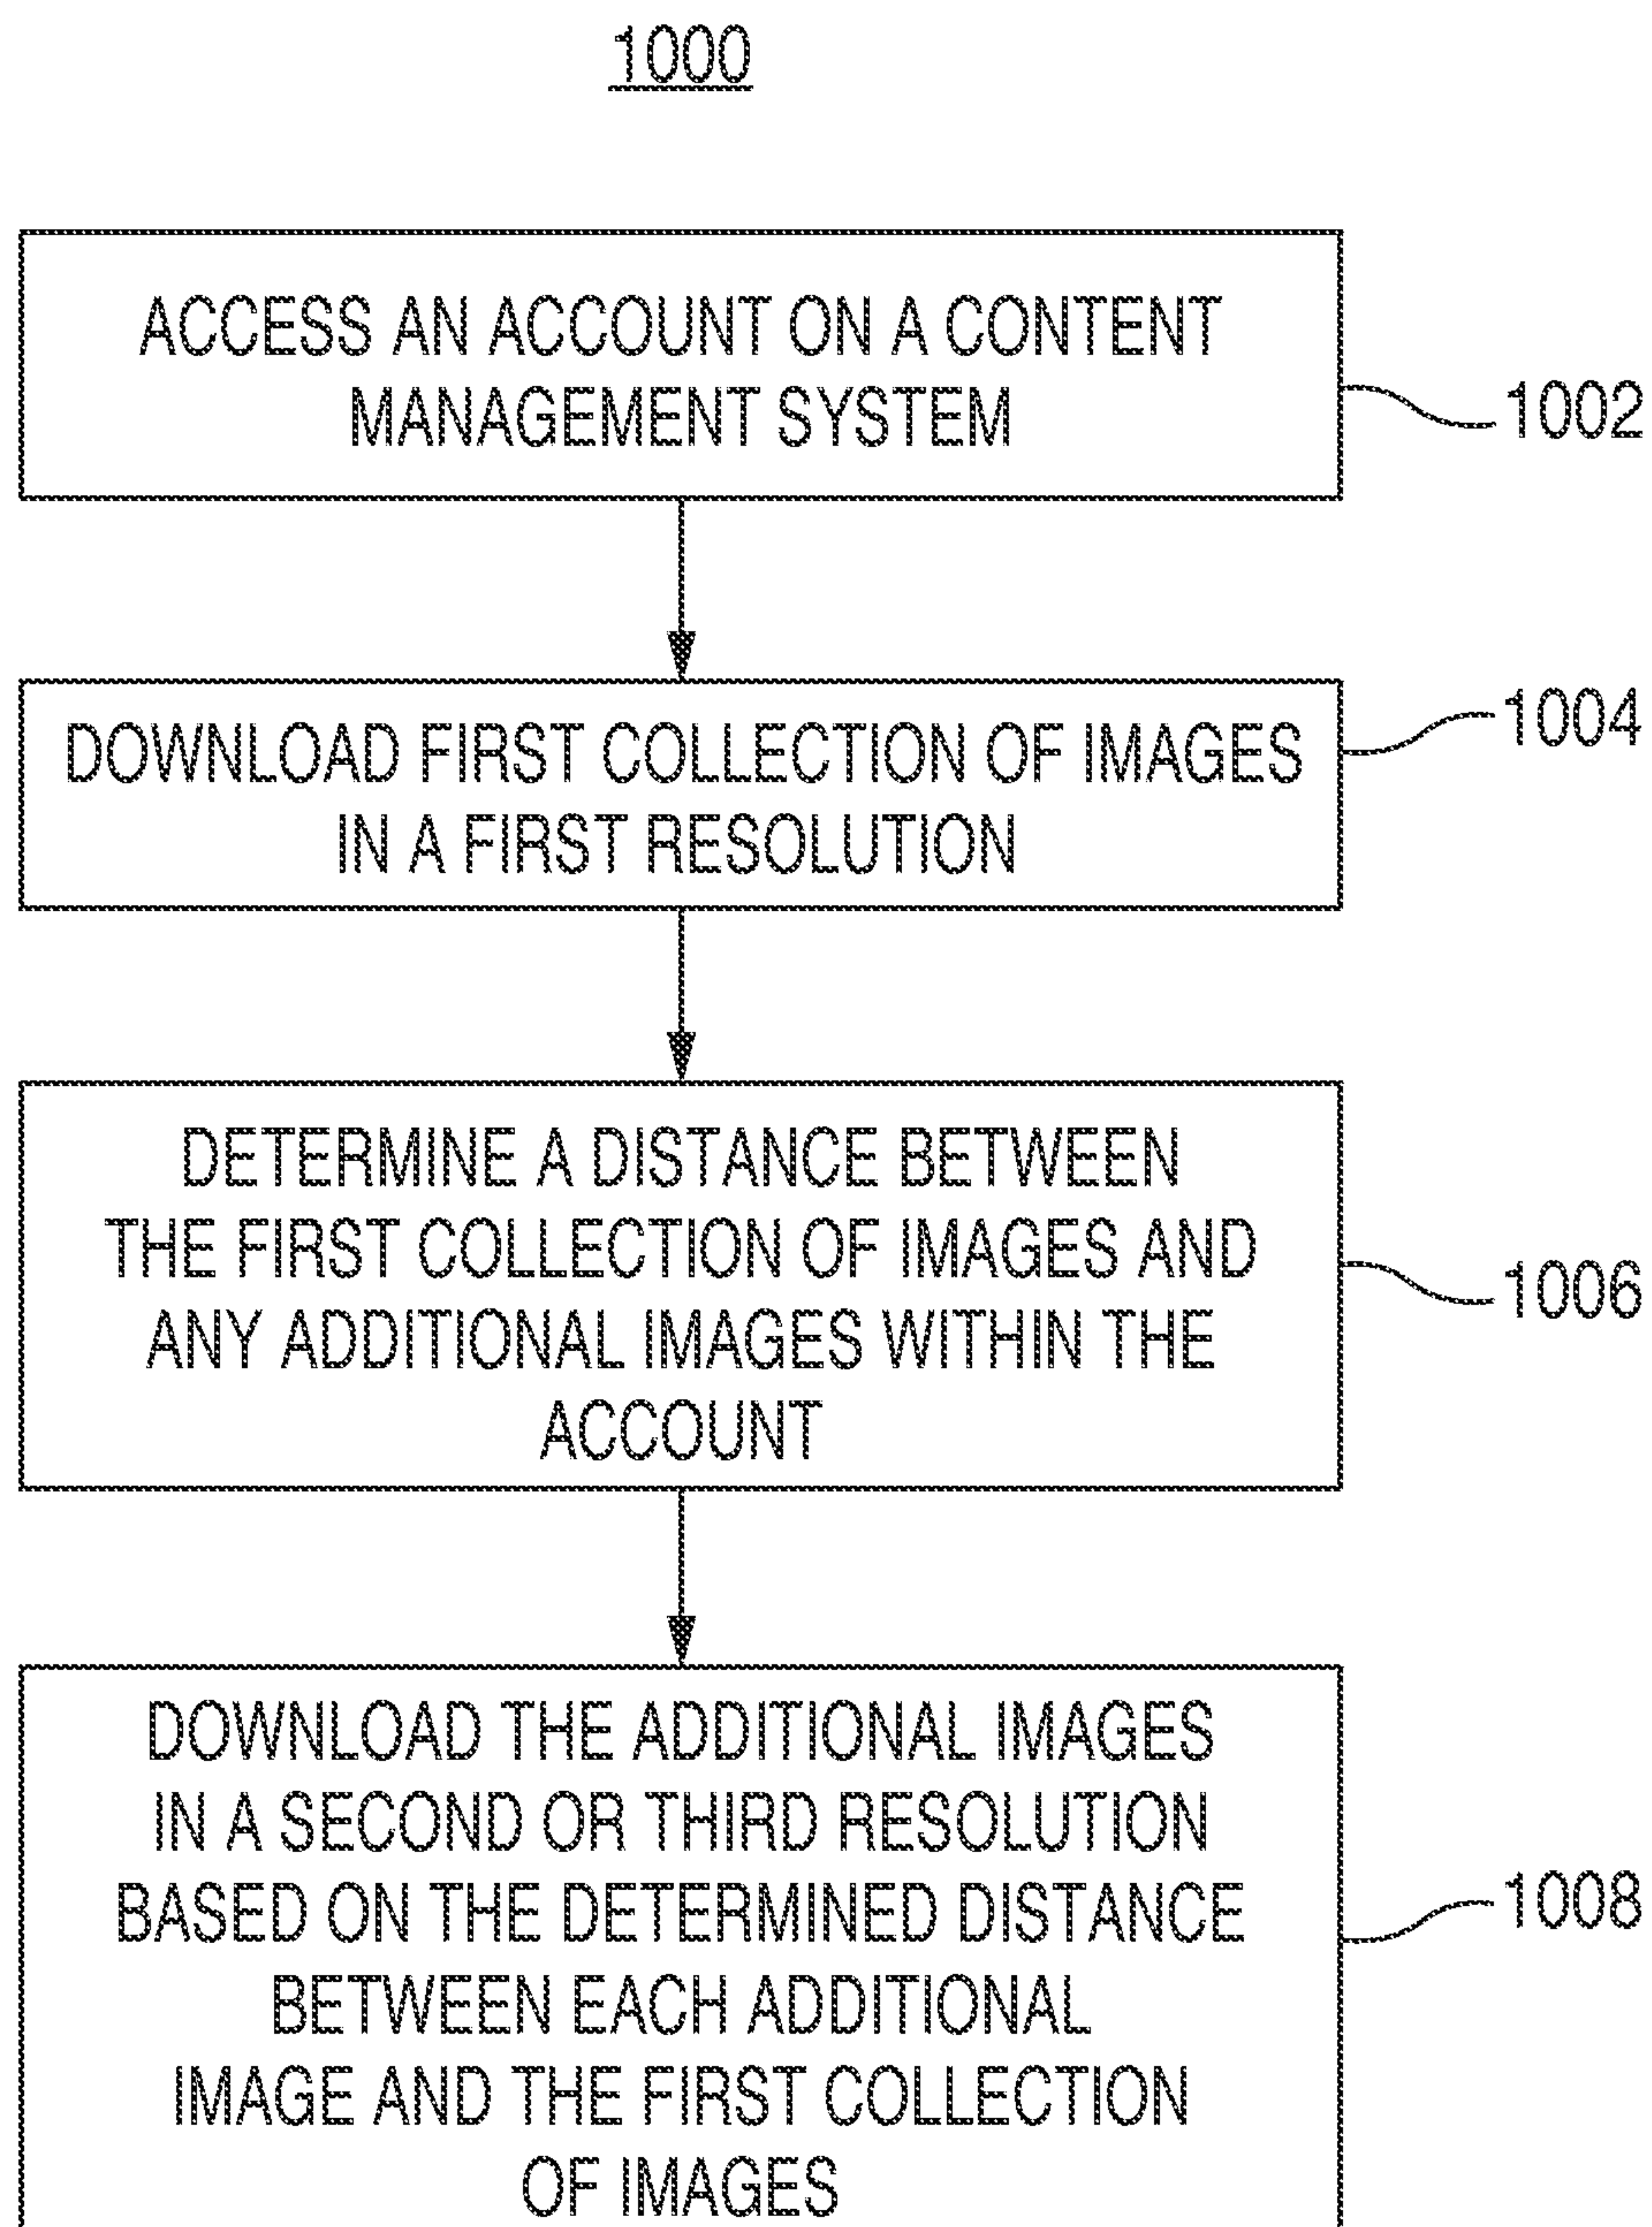 1000
ACCESS AN ACCOUNT ON A CONTENT
MANAGEMENT SYSTEM
1002
DOWNLOAD FIRST COLLECTION OF IMAGES
IN A FIRST RESOLUTION
1004
DETERMINE A DISTANCE BETWEEN
THE FIRST COLLECTION OF IMAGES AND
ANY ADDITIONAL IMAGES WITHIN THE
ACCOUNT
1006
DOWNLOAD THE ADDITIONAL IMAGES
IN A SECOND OR THIRD RESOLUTION
BASED ON THE DETERMINED DISTANCE
BETWEEN EACH ADDITIONAL
IMAGE AND THE FIRST COLLECTION
OF IMAGES
1008